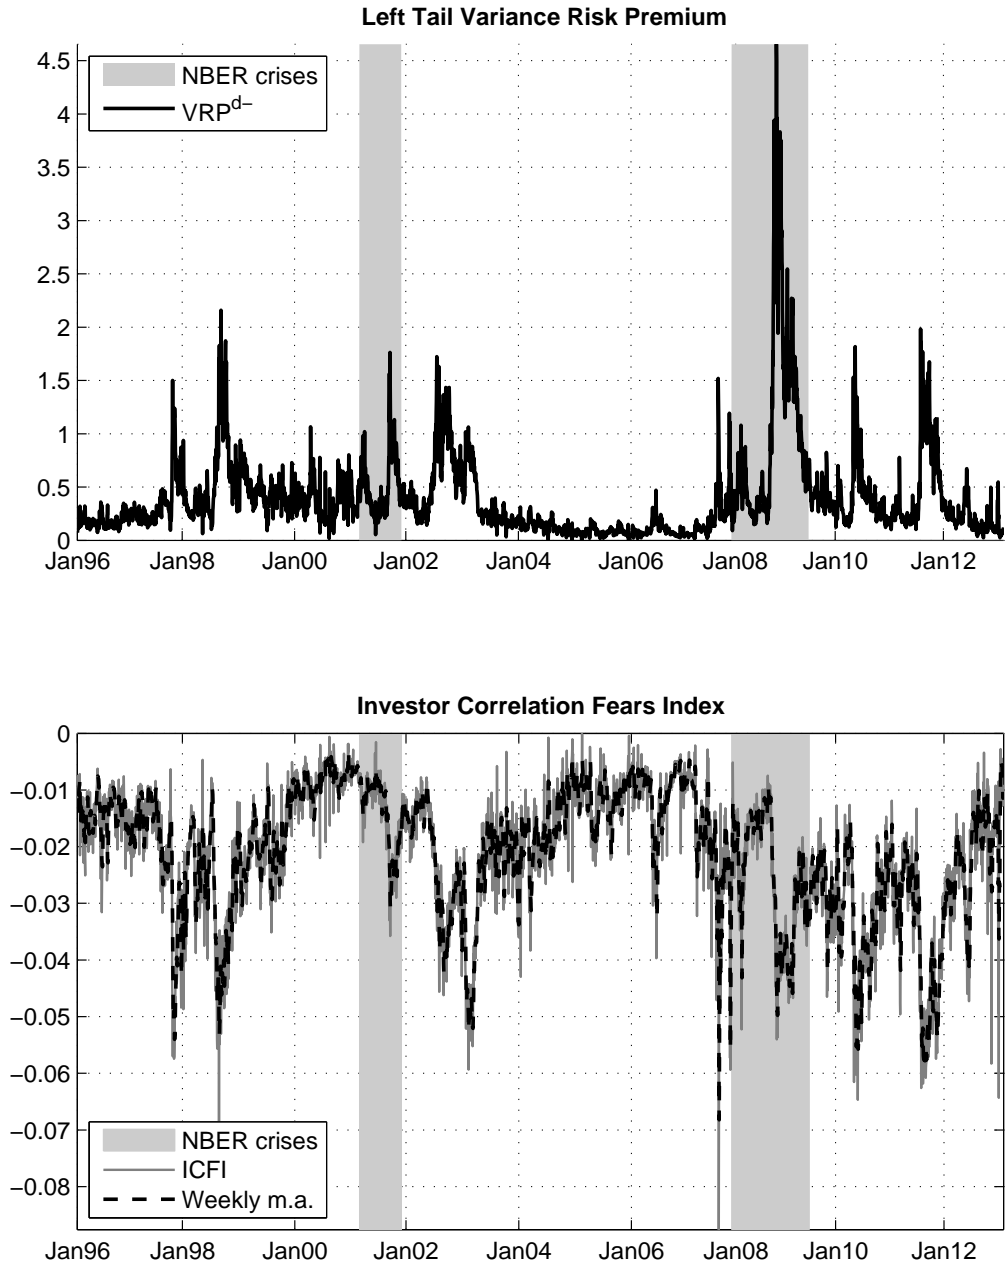 Left Tail Variance Risk Premium
4.5
4
3.5
3
2.5
2
1.5
1
0.5
0
NBER crises
VRP^d−
Jan96 Jan98 Jan00 Jan02 Jan04 Jan06 Jan08 Jan10 Jan12
Investor Correlation Fears Index
0
−0.01
−0.02
−0.03
−0.04
−0.05
−0.06
−0.07
−0.08
NBER crises
ICFI
Weekly m.a.
Jan96 Jan98 Jan00 Jan02 Jan04 Jan06 Jan08 Jan10 Jan12